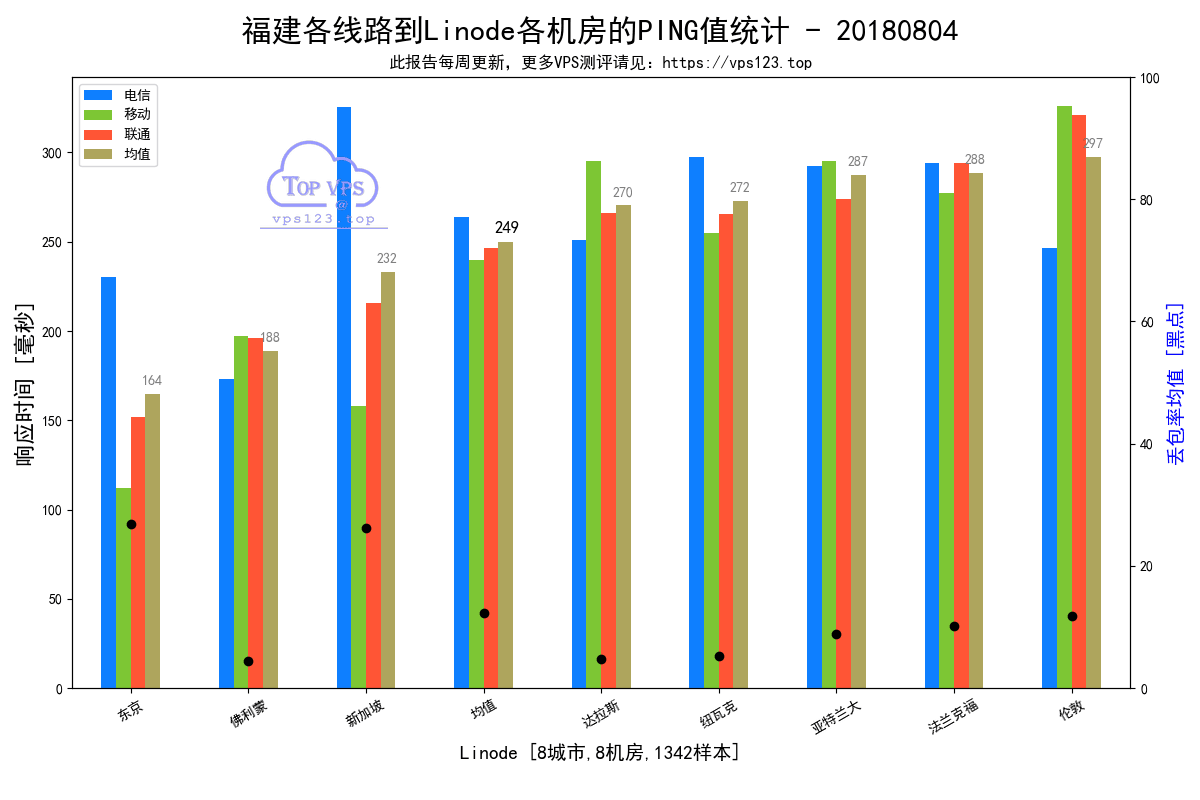 福建各线路到Linode各机房的PING值统计 - 20180804
此报告每周更新，更多VPS测评请见：https://vps123.top
电信
移动
联通
均值
TOP VPS
@
vps123.top
响应时间 [毫秒]
300
250
200
150
100
50
0
164
188
232
249
270
272
287
288
297
100
80
60
40
20
0
丢包率均值 [黑点]
东京
佛利蒙
新加坡
均值
达拉斯
纽瓦克
亚特兰大
法兰克福
伦敦
Linode [8城市,8机房,1342样本]